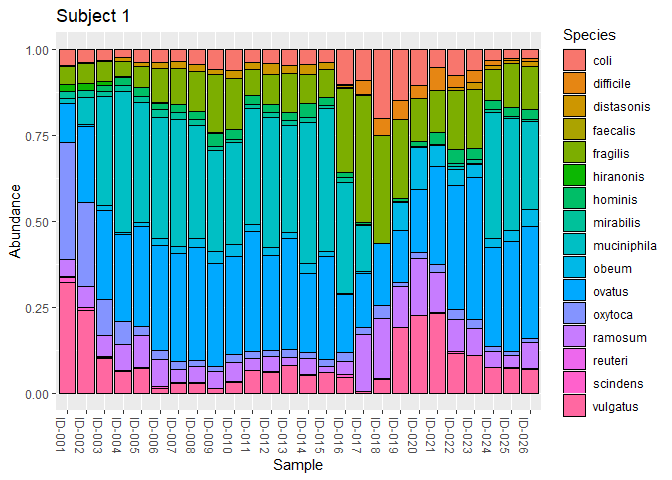 Subject 1
Abundance
1.00
0.75
0.50
0.25
0.00
ID-001
ID-002
ID-003
ID-004
ID-005
ID-006
ID-007
ID-008
ID-009
ID-010
ID-011
ID-012
ID-013
ID-014
ID-015
ID-016
ID-017
ID-018
ID-019
ID-020
ID-021
ID-022
ID-023
ID-024
ID-025
ID-026
Sample
Species
coli
difficile
distasonis
faecalis
fragilis
hiranonis
hominis
mirabilis
muciniphila
obeum
ovatus
oxytoca
ramosum
reuteri
scindens
vulgatus